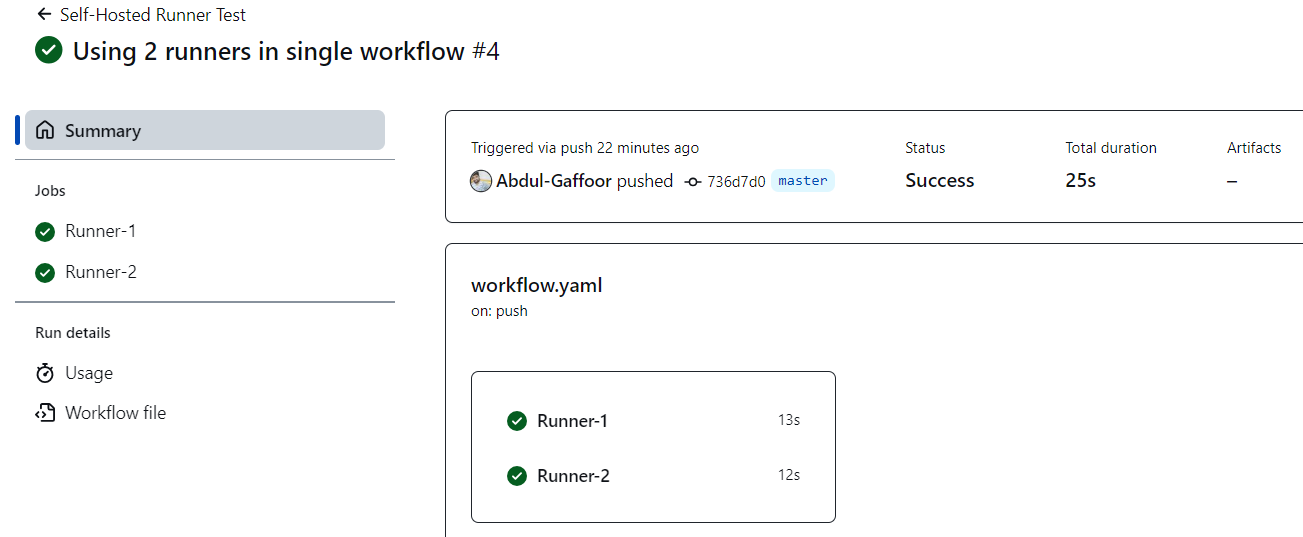 Self-Hosted Runner Test
Using 2 runners in single workflow #4
Summary
Jobs
Runner-1
Runner-2
Run details
Usage
Workflow file
Triggered via push 22 minutes ago
Abdul-Gaffoor pushed 736d7d0 master
Status
Success
Total duration
25s
Artifacts
–
workflow.yaml
on: push
Runner-1 13s
Runner-2 12s